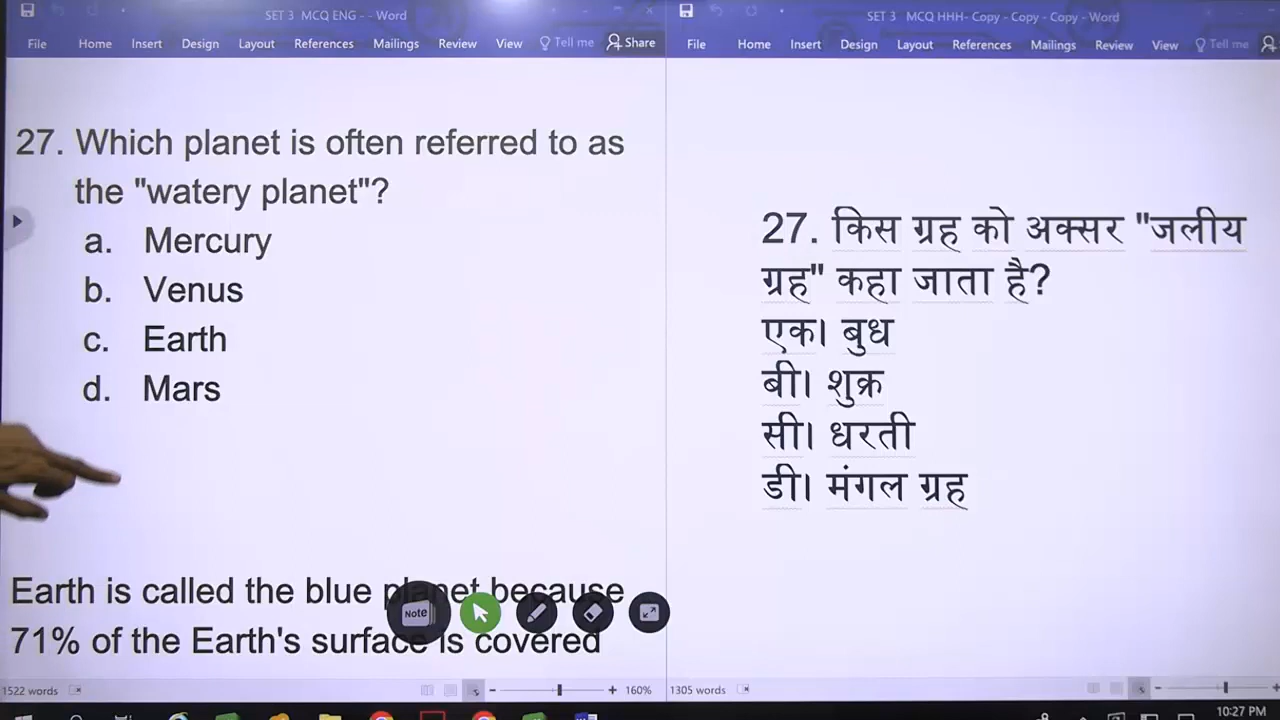 SET 3 MCQ ENG - - Word
File Home Insert Design Layout References Mailings Review View Tell me Share
27. Which planet is often referred to as
the "watery planet"?
a. Mercury
b. Venus
c. Earth
d. Mars
Earth is called the blue planet because
71% of the Earth's surface is covered
Note
1522 words
160%
SET 3 MCQ HHH- Copy - Copy - Copy - Word
File Home Insert Design Layout References Mailings Review View Tell me
27. किस ग्रह को अक्सर "जलीय
ग्रह" कहा जाता है?
एक। बुध
बी। शुक्र
सी। धरती
डी। मंगल ग्रह
1305 words
10:27 PM